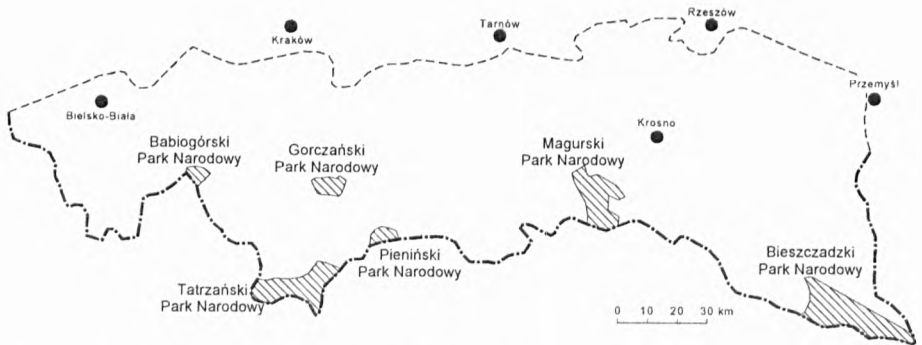 Rzeszów
Kraków
Tarnów
Przemyśl
Bielsko-Biała
Krosno
Babiogórski
Park Narodowy
Gorczański
Park Narodowy
Magurski
Park Narodowy
Pieniński
Park Narodowy
Bieszczadzki
Park Narodowy
Tatrzański
Park Narodowy
0 10 20 30 km